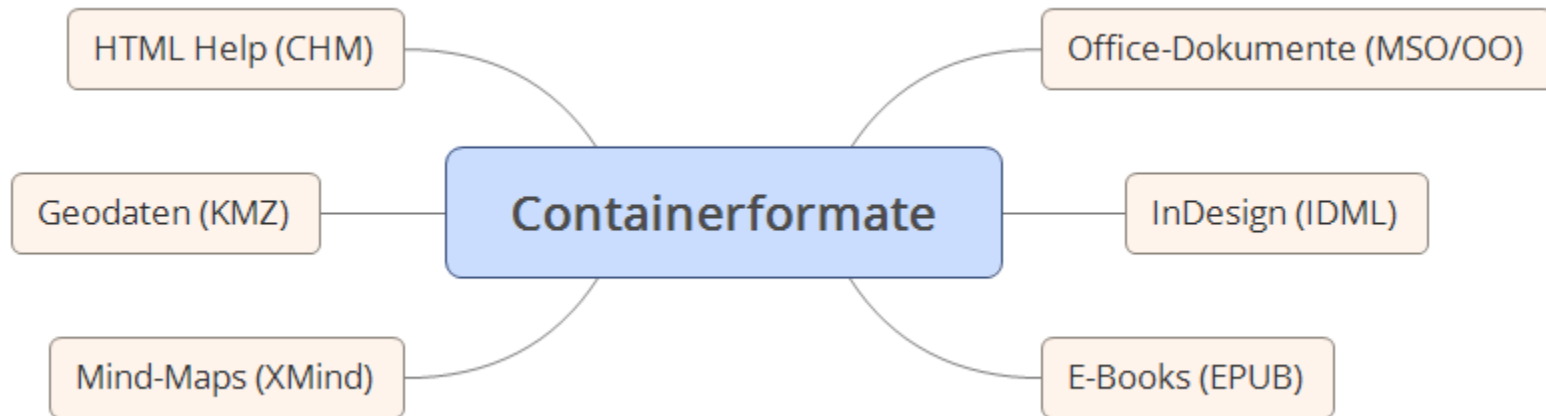 HTML Help (CHM)
Office-Dokumente (MSO/OO)
Geodaten (KMZ)
Containerformate
InDesign (IDML)
Mind-Maps (XMind)
E-Books (EPUB)